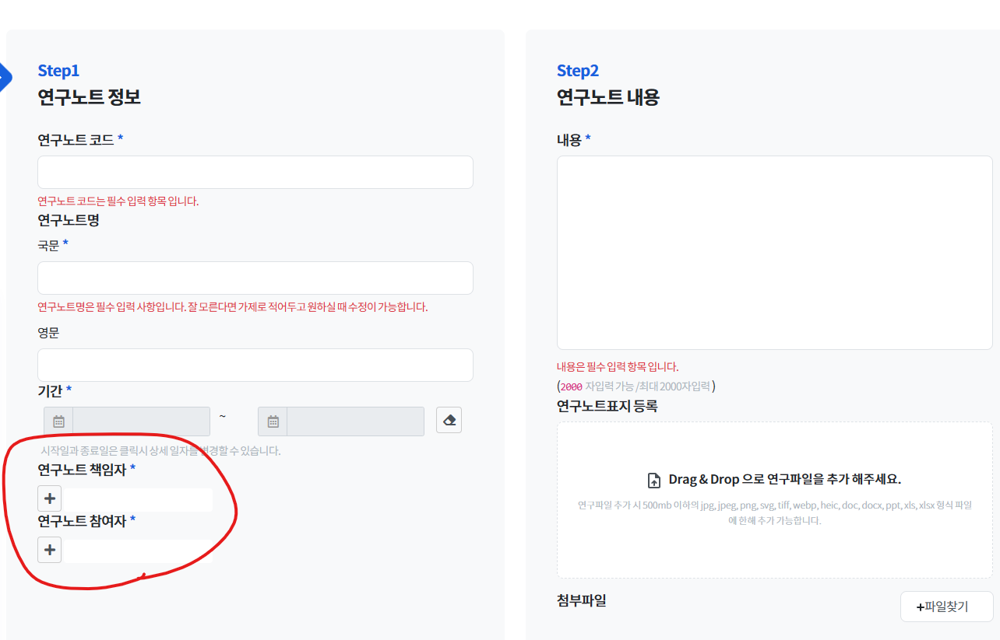 Step1
연구노트 정보
연구노트 코드 *
연구노트 코드는 필수 입력 항목 입니다.
연구노트명
국문 *
연구노트명은 필수 입력 사항입니다. 잘 모른다면 가제로 적어두고 원하실 때 수정이 가능합니다.
영문
기간 *
~
시작일과 종료일은 클릭시 상세 일자를 변경할 수 있습니다.
연구노트 책임자 *
+
연구노트 참여자 *
+
Step2
연구노트 내용
내용 *
내용은 필수 입력 항목 입니다.
(2000 자입력 가능 /최대 2000자입력 )
연구노트표지 등록
Drag & Drop 으로 연구파일을 추가 해주세요.
연구파일 추가 시 500mb 이하의 jpg, jpeg, png, svg, tiff, webp, heic, doc, docx, ppt, xls, xlsx 형식 파일
에 한해 추가 가능합니다.
첨부파일
+파일찾기